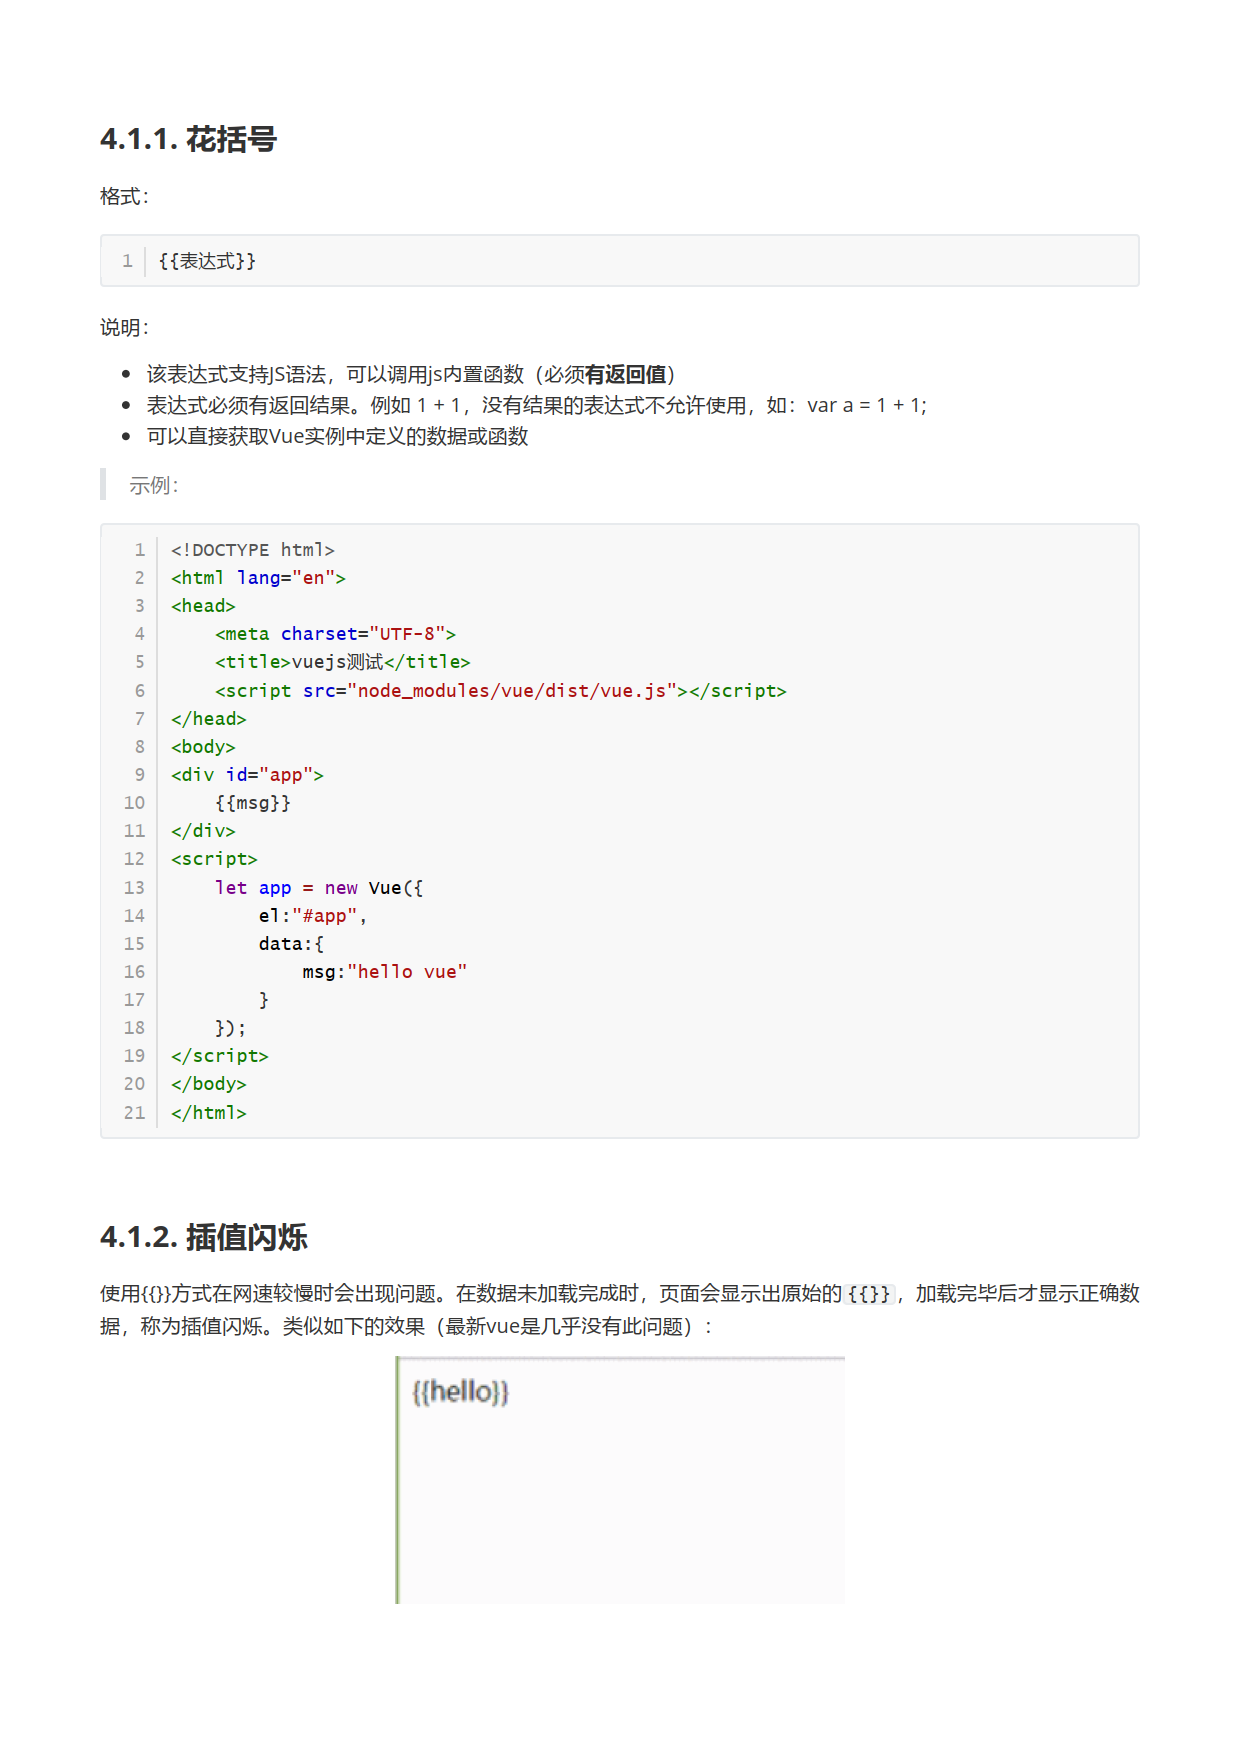 4.1.1. 花括号
格式：
1 {{表达式}}
说明：
• 该表达式支持JS语法，可以调用js内置函数（必须有返回值）
• 表达式必须有返回结果。例如 1 + 1，没有结果的表达式不允许使用，如：var a = 1 + 1;
• 可以直接获取Vue实例中定义的数据或函数
示例：
1 <!DOCTYPE html>
2 <html lang="en">
3 <head>
4     <meta charset="UTF-8">
5     <title>vuejs测试</title>
6     <script src="node_modules/vue/dist/vue.js"></script>
7 </head>
8 <body>
9 <div id="app">
10     {{msg}}
11 </div>
12 <script>
13     let app = new Vue({
14         el:"#app",
15         data:{
16             msg:"hello vue"
17         }
18     });
19 </script>
20 </body>
21 </html>
4.1.2. 插值闪烁
使用{{}}方式在网速较慢时会出现问题。在数据未加载完成时，页面会显示出原始的{{}}，加载完毕后才显示正确数
据，称为插值闪烁。类似如下的效果（最新vue是几乎没有此问题）：
{{hello}}